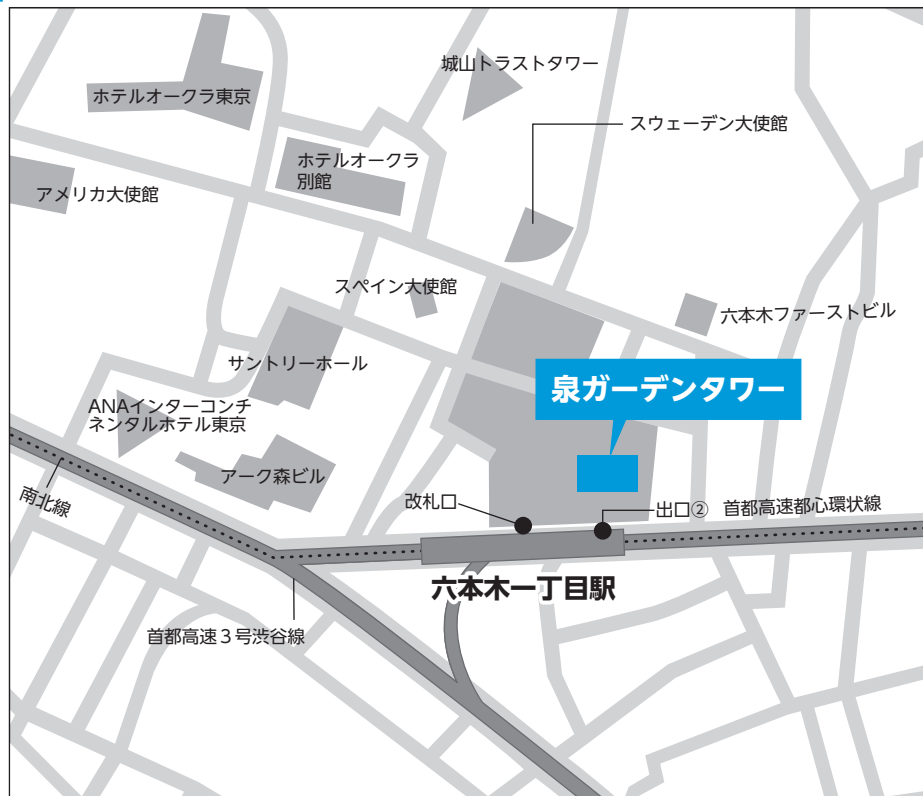 城山トラストタワー
ホテルオークラ東京
スウェーデン大使館
ホテルオークラ
別館
アメリカ大使館
スペイン大使館
六本木ファーストビル
サントリーホール
泉ガーデンタワー
ANAインターコンチ
ネンタルホテル東京
アーク森ビル
南北線
改札口
出口②
首都高速都心環状線
六本木一丁目駅
首都高速3号渋谷線